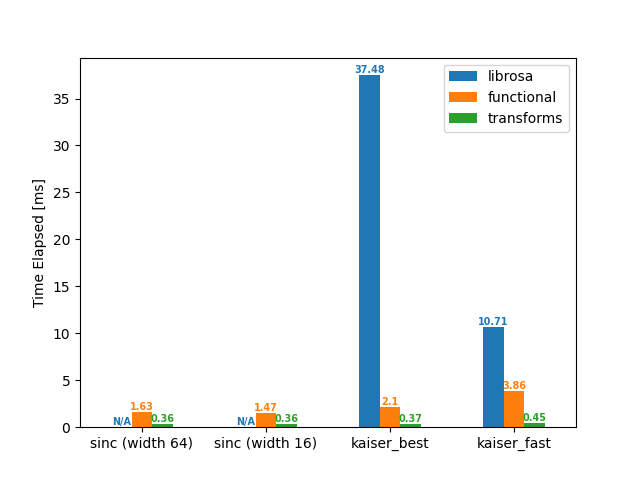 37.48
librosa
functional
transforms
35
30
25
20
15
10
5
0
Time Elapsed [ms]
10.71
3.86
2.1
1.63
1.47
N/A
0.36
N/A
0.36
0.37
0.45
sinc (width 64)
sinc (width 16)
kaiser_best
kaiser_fast